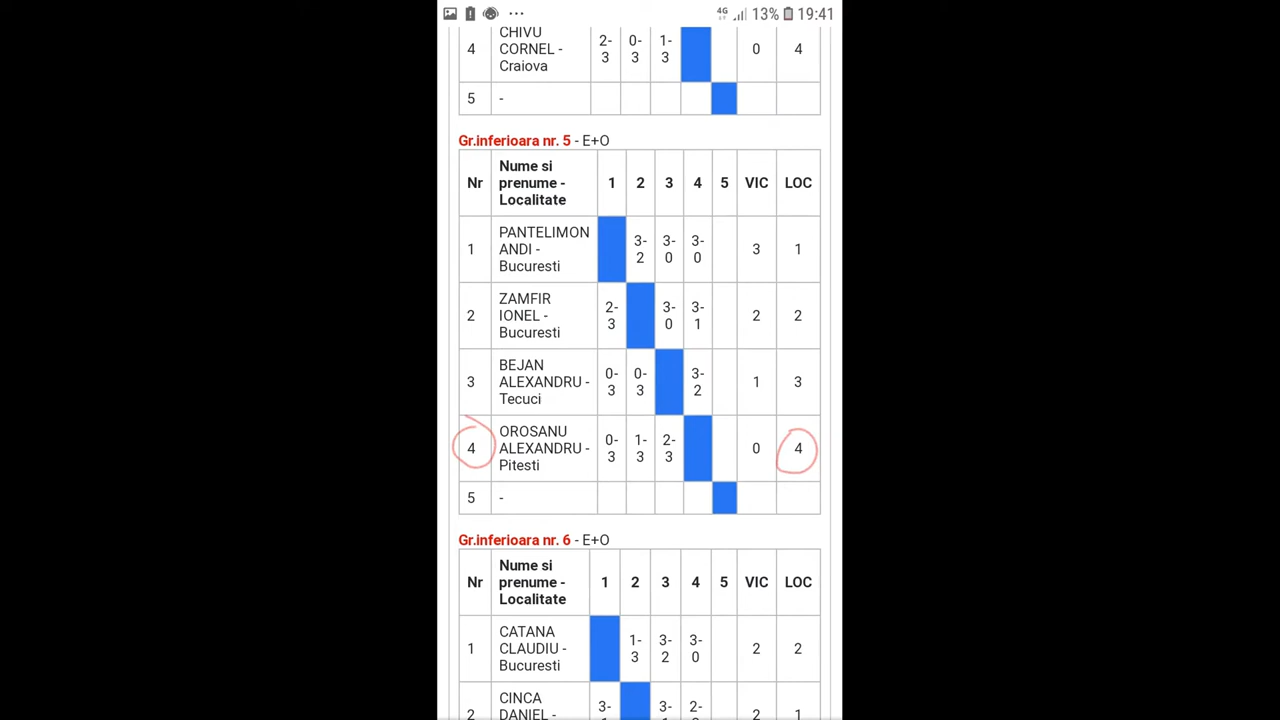 4G 13% 19:41
4 CHIVU CORNEL - Craiova 2-3 0-3 1-3 0 4
5 -
Gr.inferioara nr. 5 - E+O
Nr Nume si prenume - Localitate 1 2 3 4 5 VIC LOC
1 PANTELIMON ANDI - Bucuresti 3-2 3-0 3-0 3 1
2 ZAMFIR IONEL - Bucuresti 2-3 3-0 3-1 2 2
3 BEJAN ALEXANDRU - Tecuci 0-3 0-3 3-2 1 3
4 OROSANU ALEXANDRU - Pitesti 0-3 1-3 2-3 0 4
5 -
Gr.inferioara nr. 6 - E+O
Nr Nume si prenume - Localitate 1 2 3 4 5 VIC LOC
1 CATANA CLAUDIU - Bucuresti 1-3 3-2 3-0 2 2
2 CINCA DANIEL - 3- 3- 2- 2 1